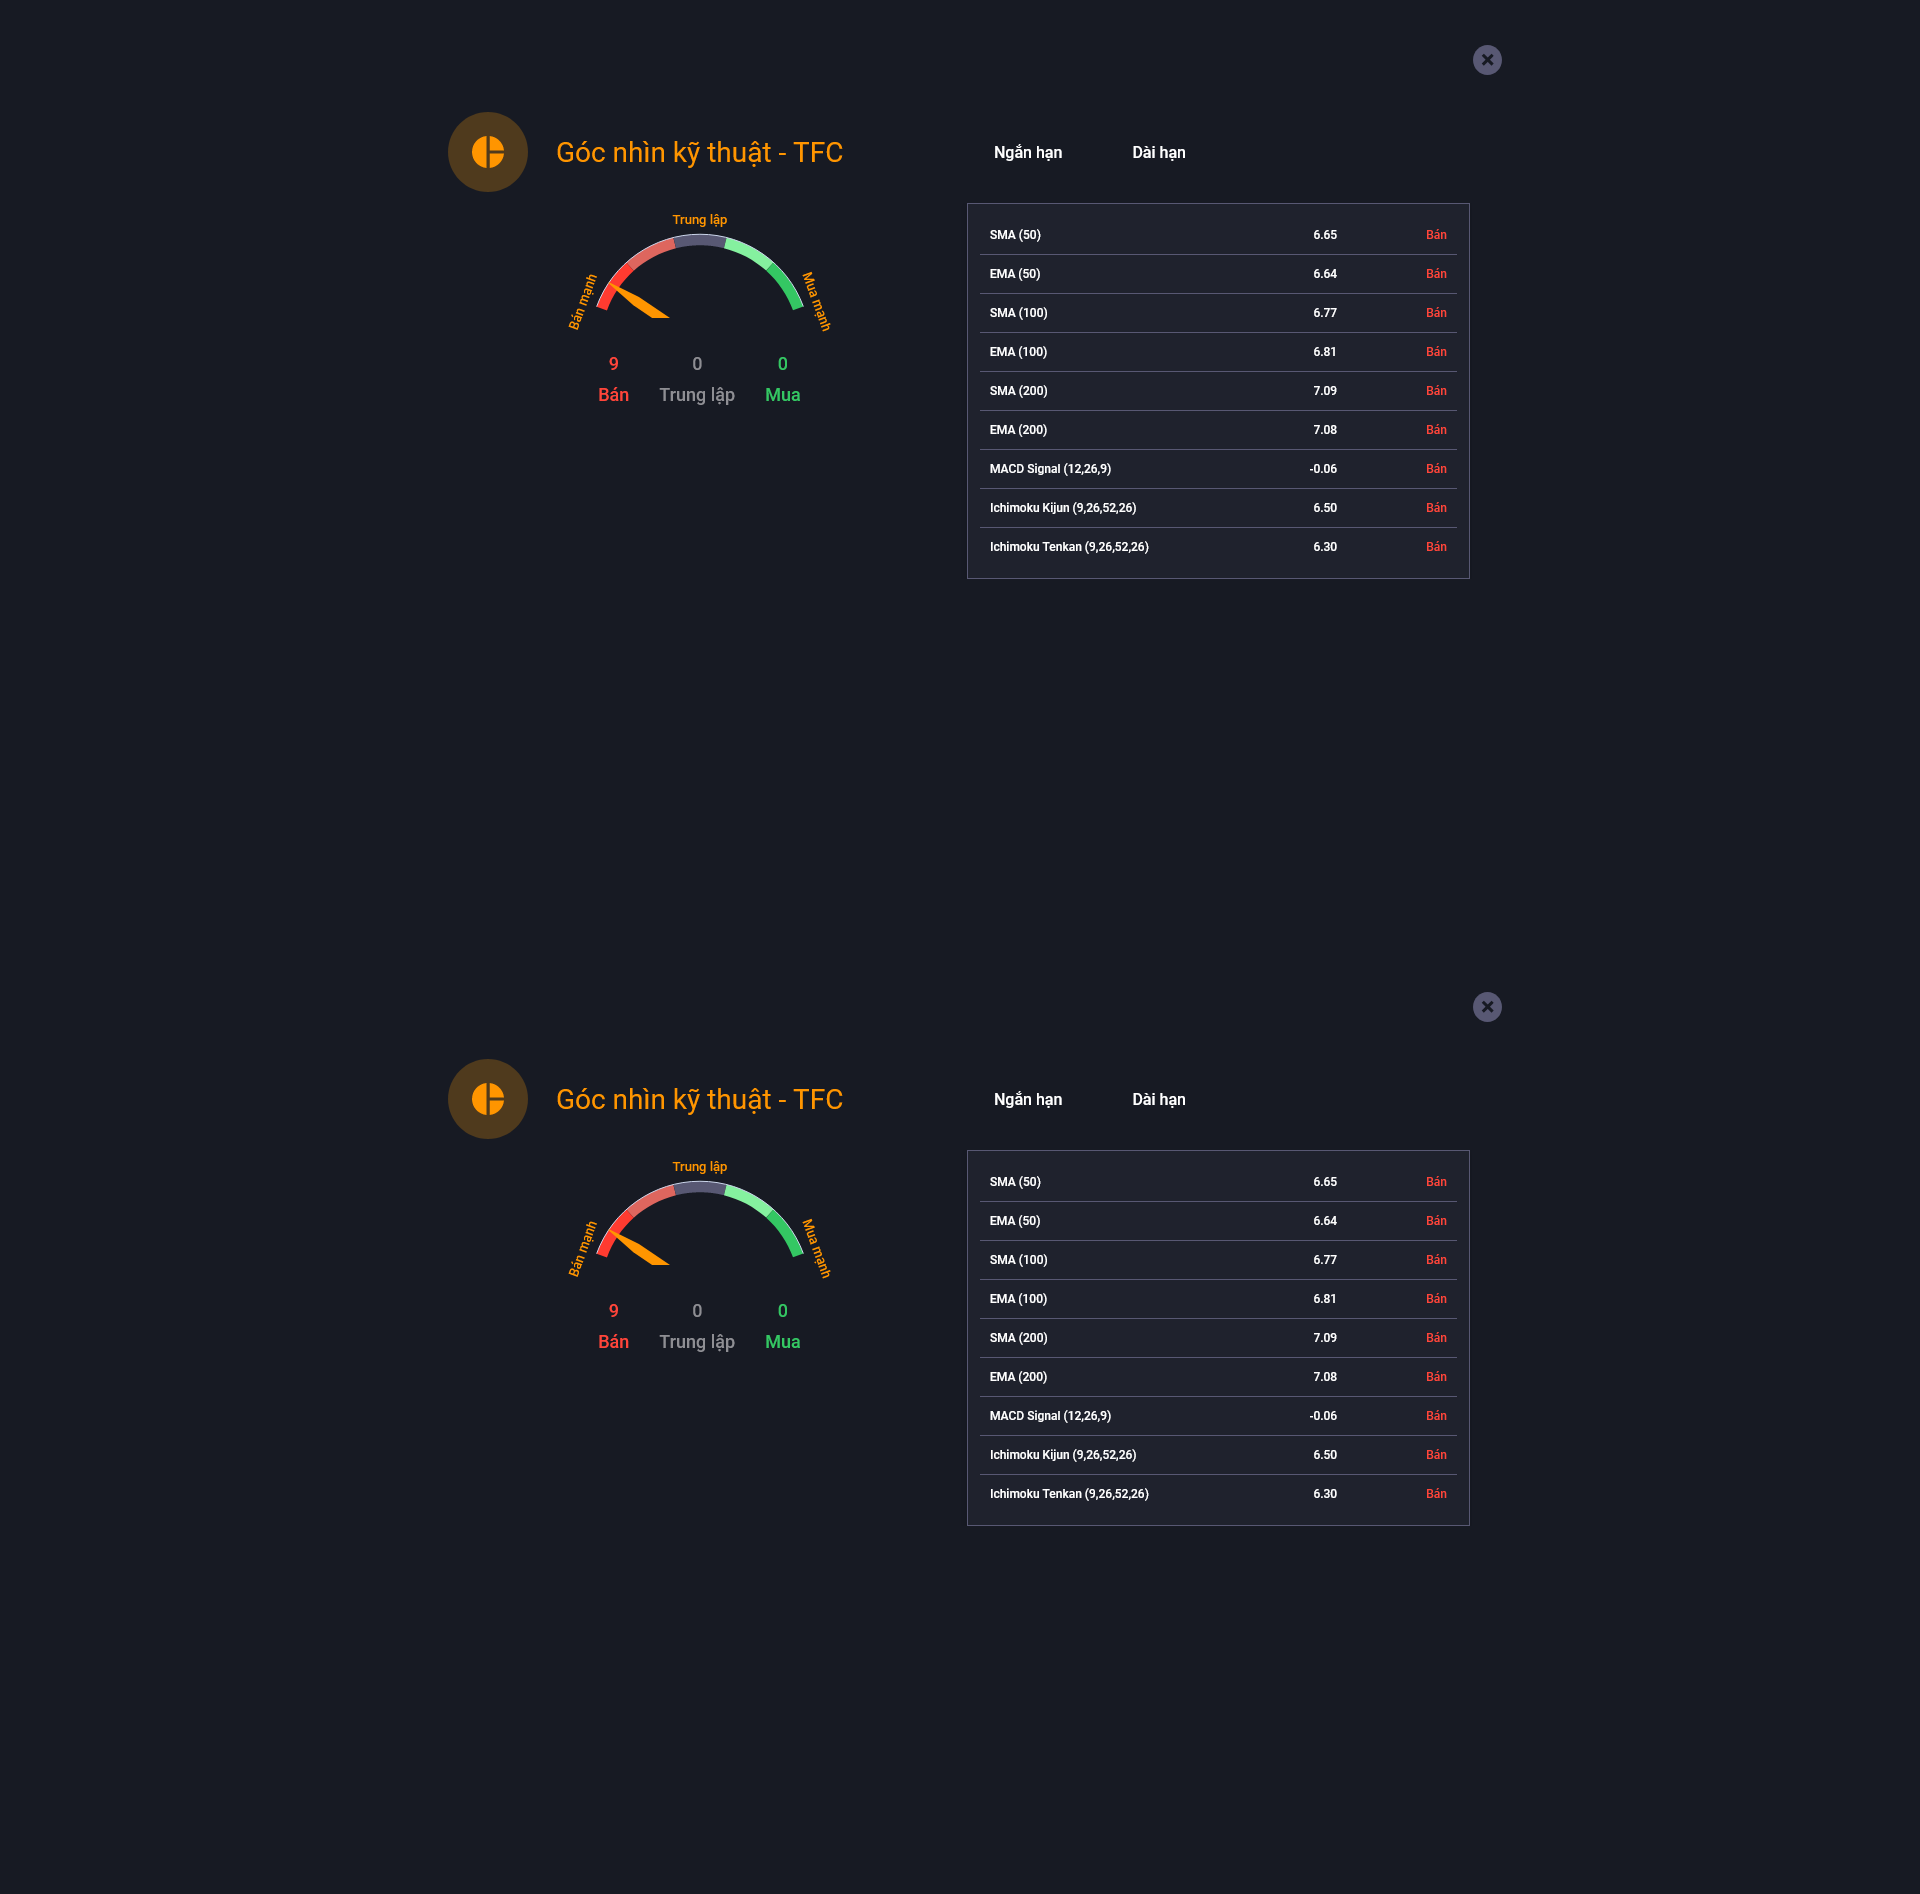 Góc nhìn kỹ thuật - TFC
Ngắn hạn Dài hạn
Trung lập
Bán mạnh
Mua mạnh
9 0 0
Bán Trung lập Mua
SMA (50) 6.65 Bán
EMA (50) 6.64 Bán
SMA (100) 6.77 Bán
EMA (100) 6.81 Bán
SMA (200) 7.09 Bán
EMA (200) 7.08 Bán
MACD Signal (12,26,9) -0.06 Bán
Ichimoku Kijun (9,26,52,26) 6.50 Bán
Ichimoku Tenkan (9,26,52,26) 6.30 Bán
Góc nhìn kỹ thuật - TFC
Ngắn hạn Dài hạn
Trung lập
Bán mạnh
Mua mạnh
9 0 0
Bán Trung lập Mua
SMA (50) 6.65 Bán
EMA (50) 6.64 Bán
SMA (100) 6.77 Bán
EMA (100) 6.81 Bán
SMA (200) 7.09 Bán
EMA (200) 7.08 Bán
MACD Signal (12,26,9) -0.06 Bán
Ichimoku Kijun (9,26,52,26) 6.50 Bán
Ichimoku Tenkan (9,26,52,26) 6.30 Bán